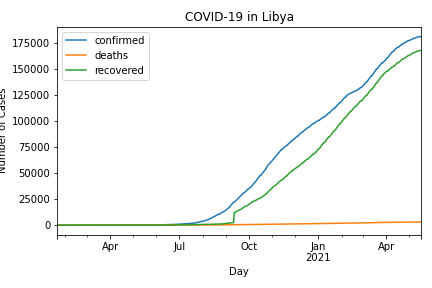 COVID-19 in Libya
confirmed
deaths
recovered
175000
150000
125000
100000
75000
50000
25000
0
Number of Cases
Apr
Jul
Oct
Jan
2021
Apr
Day